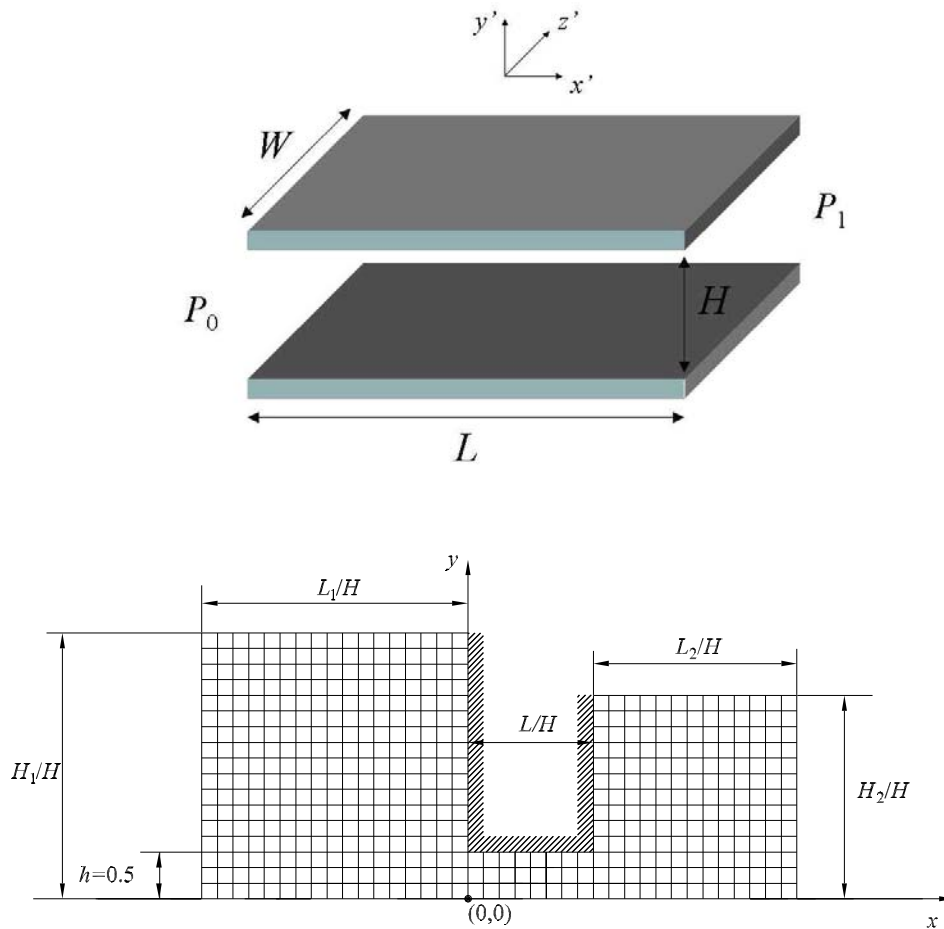 y’
z’
x’
W
P₁
P₀
H
L
y
L₁/H
L₂/H
L/H
H₁/H
H₂/H
h=0.5
(0,0)
x